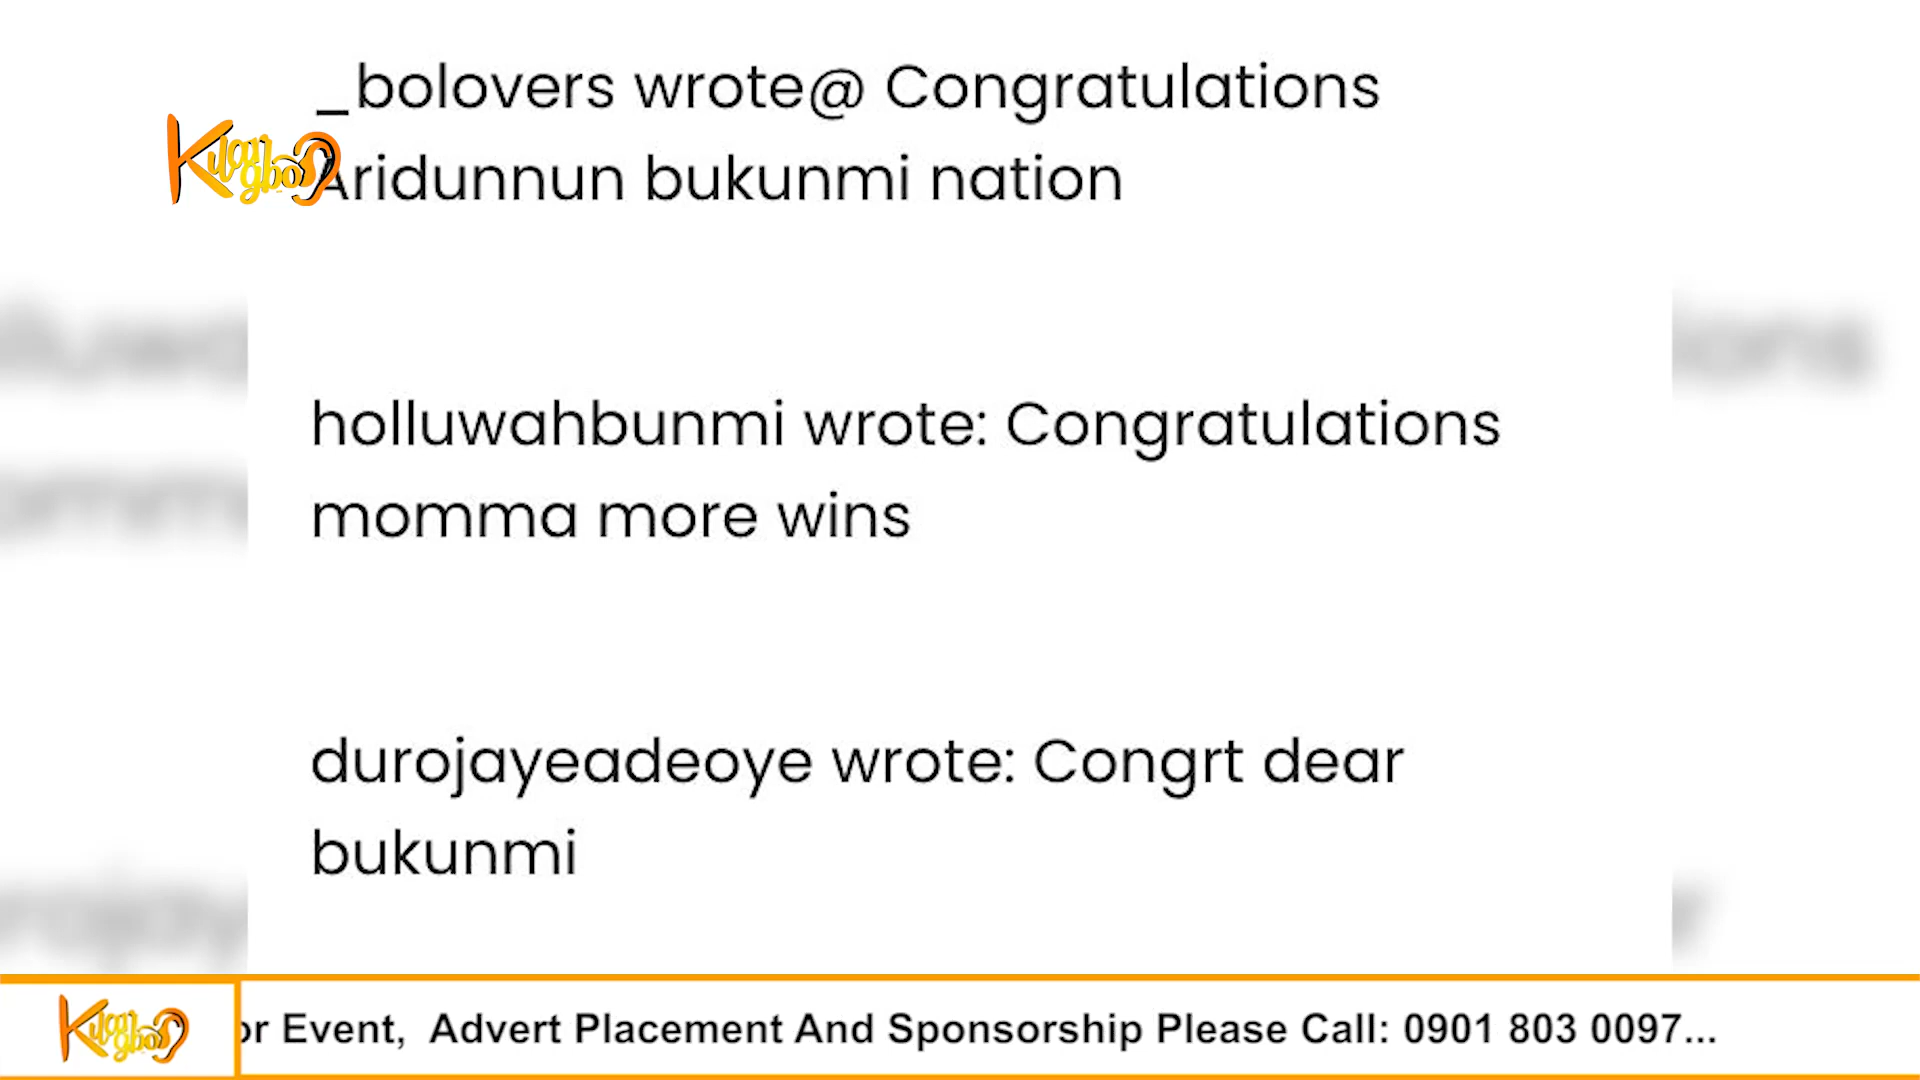 _bolovers wrote@ Congratulations
Aridunnun bukunmi nation
holluwahbunmi wrote: Congratulations
momma more wins
durojayeadeoye wrote: Congrt dear
bukunmi
or Event, Advert Placement And Sponsorship Please Call: 0901 803 0097...